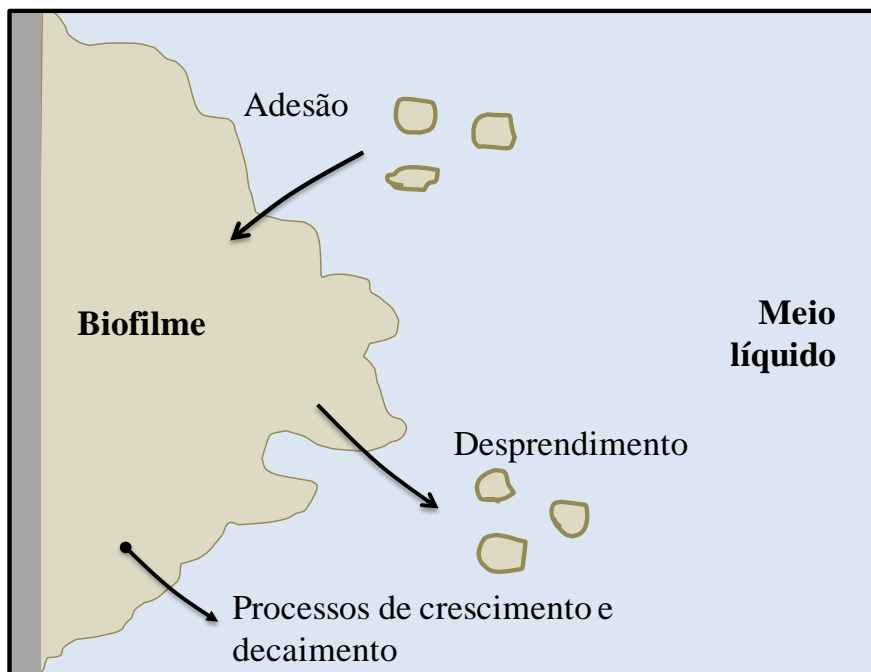 Adesão
Biofilme
Meio
líquido
Desprendimento
Processos de crescimento e
decaimento